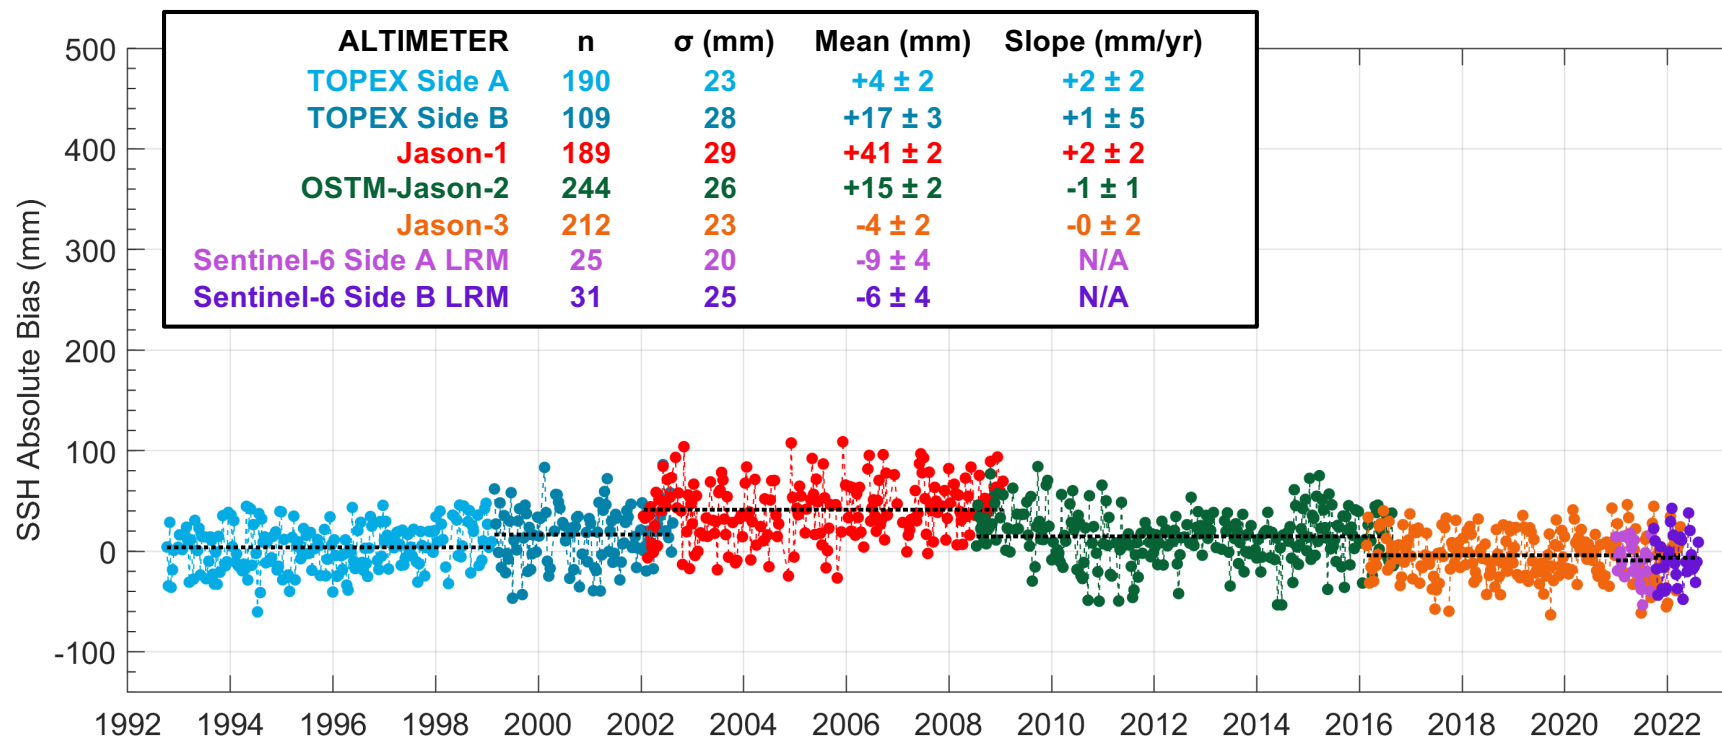 ALTIMETER n σ (mm) Mean (mm) Slope (mm/yr)
TOPEX Side A 190 23 +4 ± 2 +2 ± 2
TOPEX Side B 109 28 +17 ± 3 +1 ± 5
Jason-1 189 29 +41 ± 2 +2 ± 2
OSTM-Jason-2 244 26 +15 ± 2 -1 ± 1
Jason-3 212 23 -4 ± 2 -0 ± 2
Sentinel-6 Side A LRM 25 20 -9 ± 4 N/A
Sentinel-6 Side B LRM 31 25 -6 ± 4 N/A
SSH Absolute Bias (mm)
500
400
300
200
100
0
-100
1992 1994 1996 1998 2000 2002 2004 2006 2008 2010 2012 2014 2016 2018 2020 2022